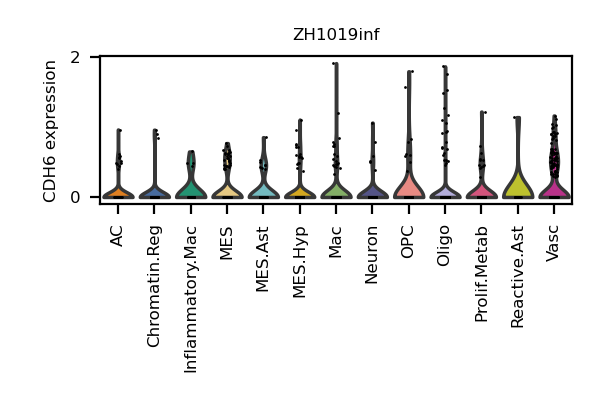 ZH1019inf
CDH6 expression
2
0
AC
Chromatin.Reg
Inflammatory.Mac
MES
MES.Ast
MES.Hyp
Mac
Neuron
OPC
Oligo
Prolif.Metab
Reactive.Ast
Vasc